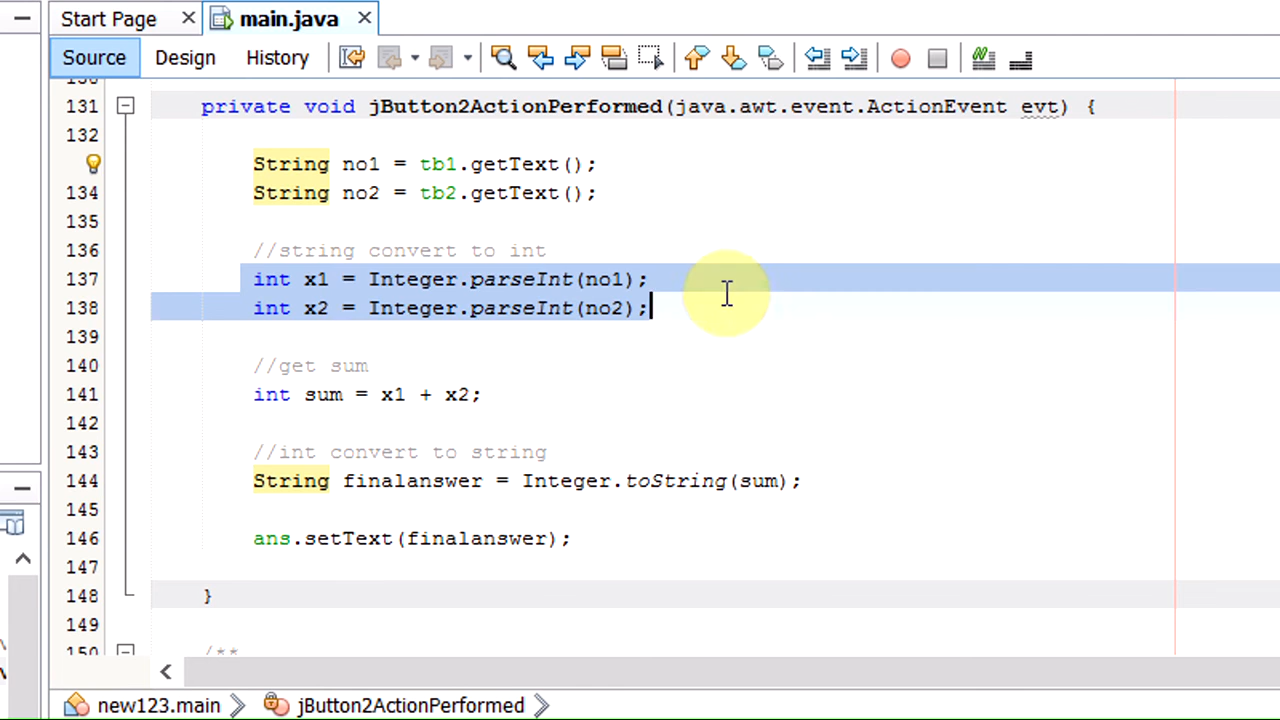 Start Page main.java
Source Design History
131 private void jButton2ActionPerformed(java.awt.event.ActionEvent evt) {
132
String no1 = tb1.getText();
134 String no2 = tb2.getText();
135
136 //string convert to int
137 int x1 = Integer.parseInt(no1);
138 int x2 = Integer.parseInt(no2);
139
140 //get sum
141 int sum = x1 + x2;
142
143 //int convert to string
144 String finalanswer = Integer.toString(sum);
145
146 ans.setText(finalanswer);
147
148 }
149
150 /**
new123.main jButton2ActionPerformed